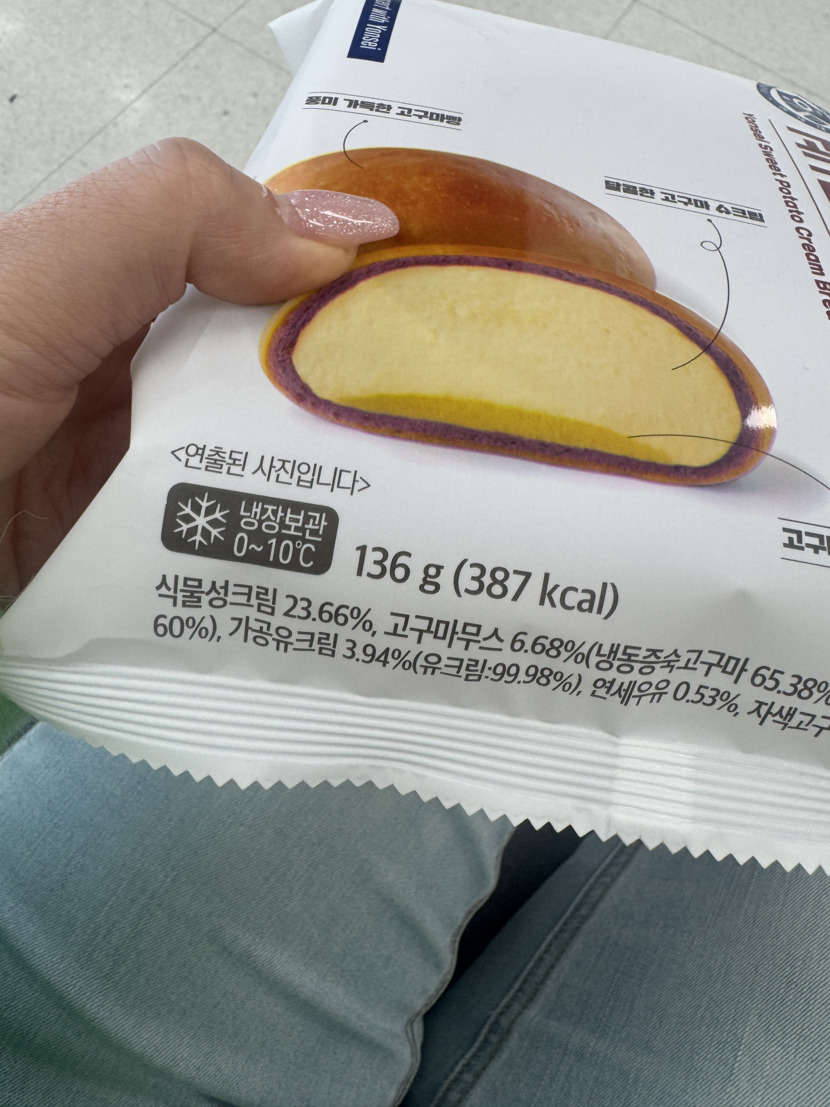 with Yonsei
풍미 가득한 고구마빵
달콤한 고구마 슈크림
Yonsei Sweet Potato Cream
<연출된 사진입니다>
냉장보관
0~10℃
136 g (387 kcal)
식물성크림 23.66%, 고구마무스 6.68%(냉동증숙고구마 65.38%
60%), 가공유크림 3.94%(유크림:99.98%), 연세우유 0.53%, 자색고구